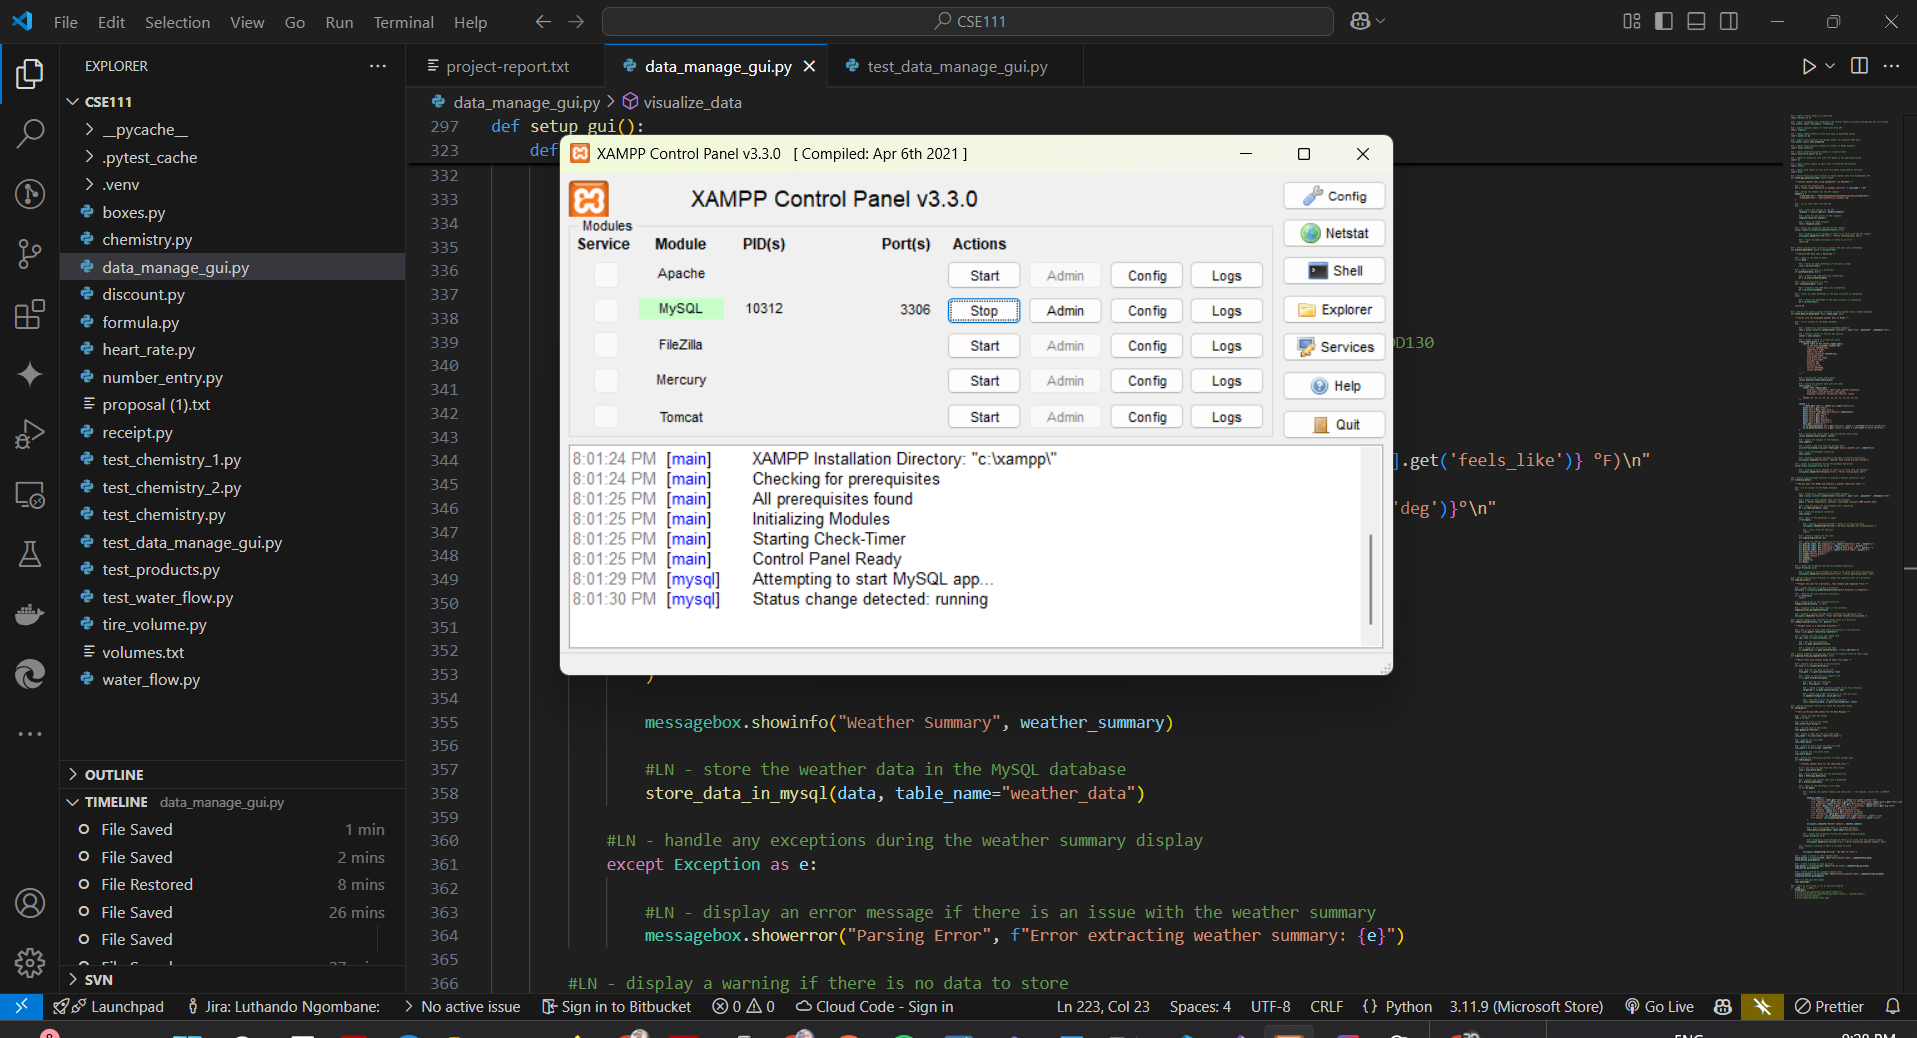 File Edit Selection View Go Run Terminal Help
CSE111
EXPLORER
project-report.txt
data_manage_gui.py
test_data_manage_gui.py
CSE111
__pycache__
.pytest_cache
.venv
boxes.py
chemistry.py
data_manage_gui.py
discount.py
formula.py
heart_rate.py
number_entry.py
proposal (1).txt
receipt.py
test_chemistry_1.py
test_chemistry_2.py
test_chemistry.py
test_data_manage_gui.py
test_products.py
test_water_flow.py
tire_volume.py
volumes.txt
water_flow.py
OUTLINE
TIMELINE data_manage_gui.py
File Saved 1 min
File Saved 2 mins
File Restored 8 mins
File Saved 26 mins
File Saved
SVN
data_manage_gui.py > visualize_data
297 def setup_gui():
323 def
332
333
334
335
336
337
338
339 DD130
340
341
342
343
344 ].get('feels_like')} °F)\n"
345
346 'deg')}°\n"
347
348
349
350
351
352
353 )
354
355 messagebox.showinfo("Weather Summary", weather_summary)
356
357 #LN - store the weather data in the MySQL database
358 store_data_in_mysql(data, table_name="weather_data")
359
360 #LN - handle any exceptions during the weather summary display
361 except Exception as e:
362
363 #LN - display an error message if there is an issue with the weather summary
364 messagebox.showerror("Parsing Error", f"Error extracting weather summary: {e}")
365
366 #LN - display a warning if there is no data to store
XAMPP Control Panel v3.3.0 [ Compiled: Apr 6th 2021 ]
XAMPP Control Panel v3.3.0
Modules
Service Module PID(s) Port(s) Actions
Apache Start Admin Config Logs
MySQL 10312 3306 Stop Admin Config Logs
FileZilla Start Admin Config Logs
Mercury Start Admin Config Logs
Tomcat Start Admin Config Logs
Config
Netstat
Shell
Explorer
Services
Help
Quit
8:01:24 PM [main] XAMPP Installation Directory: "c:\xampp\"
8:01:24 PM [main] Checking for prerequisites
8:01:25 PM [main] All prerequisites found
8:01:25 PM [main] Initializing Modules
8:01:25 PM [main] Starting Check-Timer
8:01:25 PM [main] Control Panel Ready
8:01:29 PM [mysql] Attempting to start MySQL app...
8:01:30 PM [mysql] Status change detected: running
Launchpad Jira: Luthando Ngombane: > No active issue Sign in to Bitbucket 0 0 Cloud Code - Sign in Ln 223, Col 23 Spaces: 4 UTF-8 CRLF {} Python 3.11.9 (Microsoft Store) Go Live Prettier